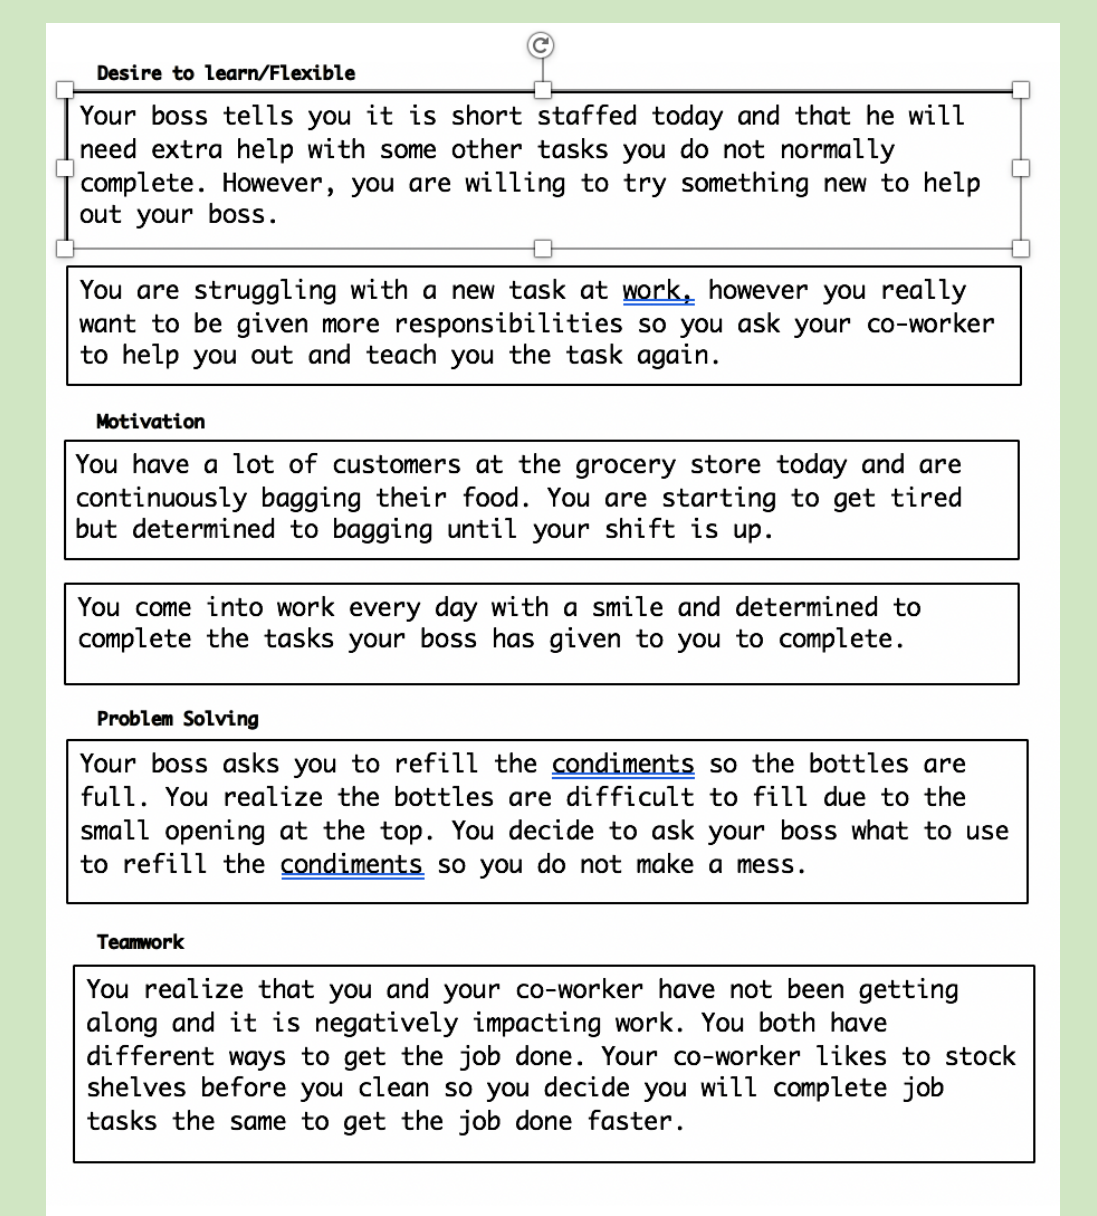 Desire to learn/Flexible
Your boss tells you it is short staffed today and that he will
need extra help with some other tasks you do not normally
complete. However, you are willing to try something new to help
out your boss.
You are struggling with a new task at work, however you really
want to be given more responsibilities so you ask your co-worker
to help you out and teach you the task again.
Motivation
You have a lot of customers at the grocery store today and are
continuously bagging their food. You are starting to get tired
but determined to bagging until your shift is up.
You come into work every day with a smile and determined to
complete the tasks your boss has given to you to complete.
Problem Solving
Your boss asks you to refill the condiments so the bottles are
full. You realize the bottles are difficult to fill due to the
small opening at the top. You decide to ask your boss what to use
to refill the condiments so you do not make a mess.
Teamwork
You realize that you and your co-worker have not been getting
along and it is negatively impacting work. You both have
different ways to get the job done. Your co-worker likes to stock
shelves before you clean so you decide you will complete job
tasks the same to get the job done faster.